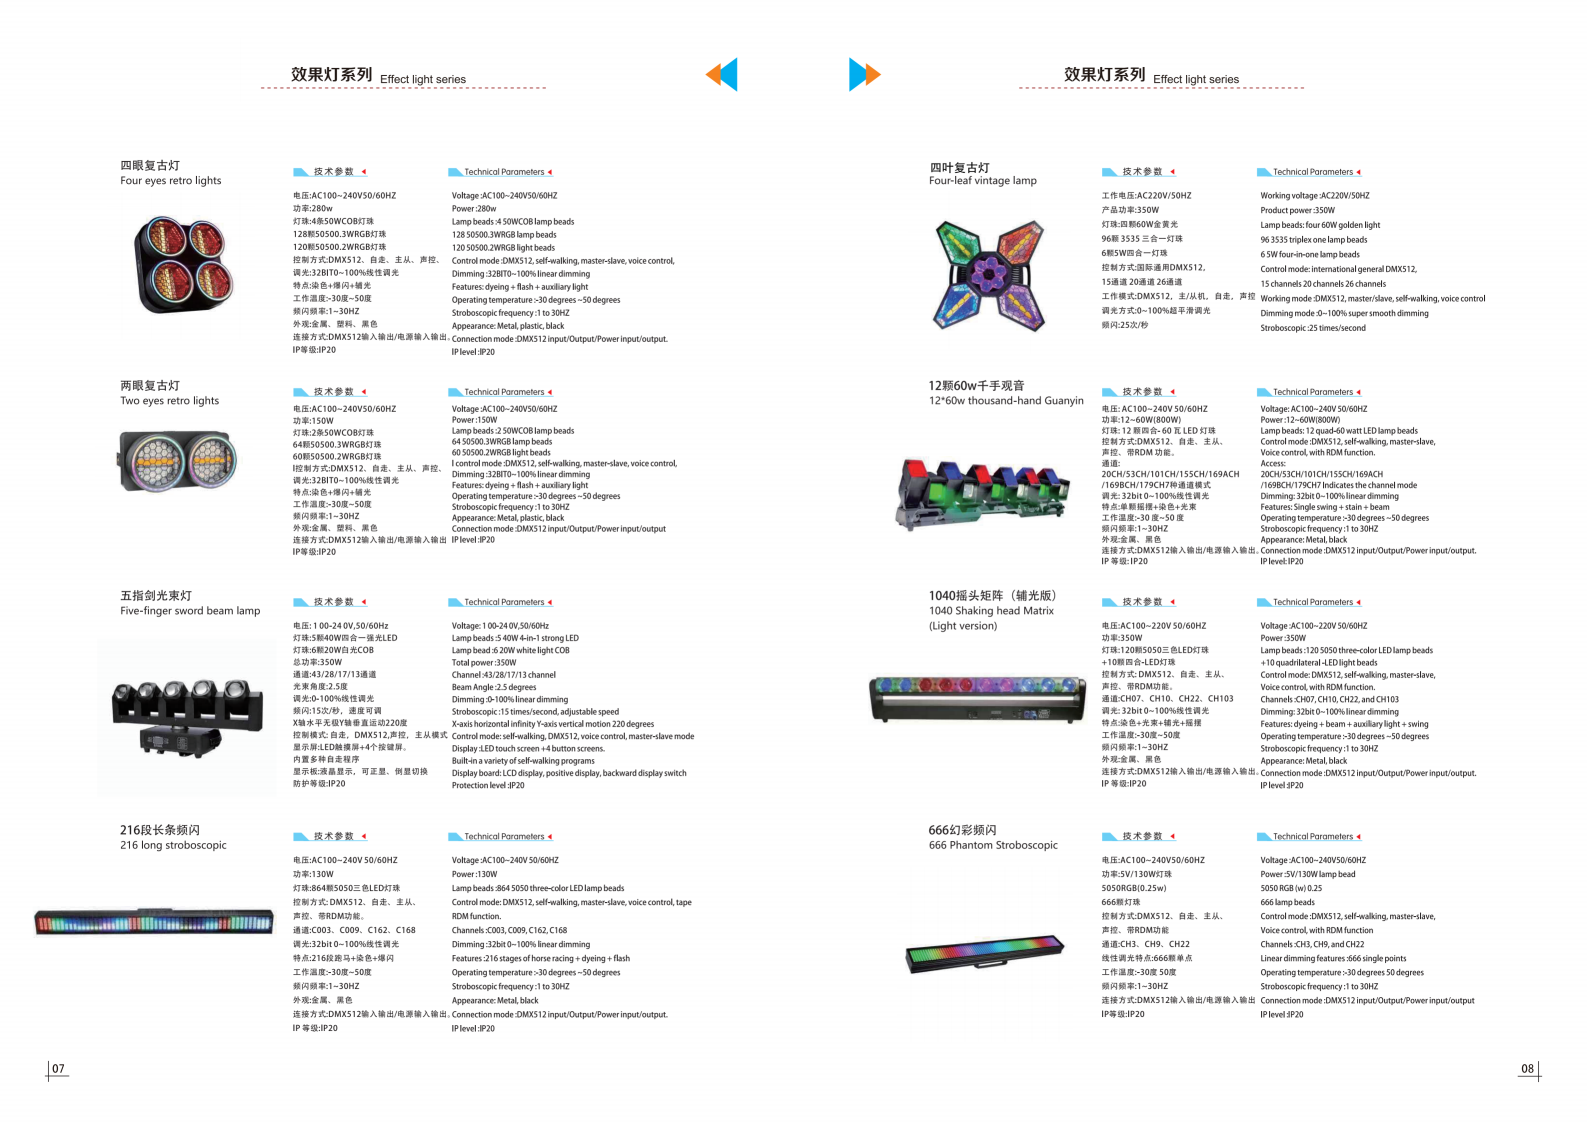 效果灯系列 Effect light series
四眼复古灯
Four eyes retro lights
技术参数
电压:AC100~240V50/60HZ
功率:280w
灯珠:4条50WCOB灯珠
128颗50500.3WRGB灯珠
120颗50500.2WRGB灯珠
控制方式:DMX512、自走、主从、声控、
调光:32BIT0~100%线性调光
特点:染色+爆闪+辅光
工作温度:-30度~50度
频闪频率:1~30HZ
外观:金属、塑料、黑色
连接方式:DMX512输入输出/电源输入输出。
IP等级:IP20
Technical Parameters
Voltage :AC100~240V50/60HZ
Power :280w
Lamp beads :4 50WCOB lamp beads
128 50500.3WRGB lamp beads
120 50500.2WRGB light beads
Control mode :DMX512, self-walking, master-slave, voice control,
Dimming :32BIT0~100% linear dimming
Features: dyeing + flash + auxiliary light
Operating temperature :-30 degrees ~50 degrees
Stroboscopic frequency :1 to 30HZ
Appearance: Metal, plastic, black
Connection mode :DMX512 input/Output/Power input/output.
IP level :IP20
两眼复古灯
Two eyes retro lights
技术参数
电压:AC100~240V50/60HZ
功率:150W
灯珠:2条50WCOB灯珠
64颗50500.3WRGB灯珠
60颗50500.2WRGB灯珠
l控制方式:DMX512、自走、主从、声控、
调光:32BIT0~100%线性调光
特点:染色+爆闪+辅光
工作温度:-30度~50度
频闪频率:1~30HZ
外观:金属、塑料、黑色
连接方式:DMX512输入输出/电源输入输出
IP等级:IP20
Technical Parameters
Voltage :AC100~240V50/60HZ
Power :150W
Lamp beads :2 50WCOB lamp beads
64 50500.3WRGB lamp beads
60 50500.2WRGB light beads
l control mode :DMX512, self-walking, master-slave, voice control,
Dimming :32BIT0~100% linear dimming
Features: dyeing + flash + auxiliary light
Operating temperature :-30 degrees ~50 degrees
Stroboscopic frequency :1 to 30HZ
Appearance: Metal, plastic, black
Connection mode :DMX512 input/Output/Power input/output
IP level :IP20
五指剑光束灯
Five-finger sword beam lamp
技术参数
电压: 1 00-24 0V,50/60Hz
灯珠:5颗40W四合一强光LED
灯珠:6颗20W白光COB
总功率:350W
通道:43/28/17/13通道
光束角度:2.5度
调光:0-100%线性调光
频闪:15次/秒，速度可调
X轴水平无极Y轴垂直运动220度
控制模式: 自走，DMX512,声控，主从模式
显示屏:LED触摸屏+4个按键屏。
内置多种自走程序
显示板:液晶显示，可正显、倒显切换
防护等级:IP20
Technical Parameters
Voltage: 1 00-24 0V,50/60Hz
Lamp beads :5 40W 4-in-1 strong LED
Lamp bead :6 20W white light COB
Total power :350W
Channel :43/28/17/13 channel
Beam Angle :2.5 degrees
Dimming :0-100% linear dimming
Stroboscopic :15 times/second, adjustable speed
X-axis horizontal infinity Y-axis vertical motion 220 degrees
Control mode: self-walking, DMX512, voice control, master-slave mode
Display :LED touch screen +4 button screens.
Built-in a variety of self-walking programs
Display board: LCD display, positive display, backward display switch
Protection level :IP20
216段长条频闪
216 long stroboscopic
技术参数
电压:AC100~240V 50/60HZ
功率:130W
灯珠:864颗5050三色LED灯珠
控制方式: DMX512、自走、主从、
声控、带RDM功能。
通道:C003、C009、C162、C168
调光:32bit 0~100%线性调光
特点:216段跑马+染色+爆闪
工作温度:-30度~50度
频闪频率:1~30HZ
外观:金属、黑色
连接方式:DMX512输入输出/电源输入输出。
IP 等级:IP20
Technical Parameters
Voltage :AC100~240V 50/60HZ
Power :130W
Lamp beads :864 5050 three-color LED lamp beads
Control mode: DMX512, self-walking, master-slave, voice control, tape
RDM function.
Channels :C003, C009, C162, C168
Dimming :32bit 0~100% linear dimming
Features :216 stages of horse racing + dyeing + flash
Operating temperature :-30 degrees ~50 degrees
Stroboscopic frequency :1 to 30HZ
Appearance: Metal, black
Connection mode :DMX512 input/Output/Power input/output.
IP level :IP20
07
效果灯系列 Effect light series
四叶复古灯
Four-leaf vintage lamp
技术参数
工作电压:AC220V/50HZ
产品功率:350W
灯珠:四颗60W金黄光
96颗 3535 三合一灯珠
6颗5W四合一灯珠
控制方式:国际通用DMX512,
15通道 20通道 26通道
工作模式:DMX512，主/从机，自走，声控
调光方式:0~100%超平滑调光
频闪:25次/秒
Technical Parameters
Working voltage :AC220V/50HZ
Product power :350W
Lamp beads: four 60W golden light
96 3535 triplex one lamp beads
6 5W four-in-one lamp beads
Control mode: international general DMX512,
15 channels 20 channels 26 channels
Working mode :DMX512, master/slave, self-walking, voice control
Dimming mode :0~100% super smooth dimming
Stroboscopic :25 times/second
12颗60w千手观音
12*60w thousand-hand Guanyin
技术参数
电压: AC100~240V 50/60HZ
功率:12~60W(800W)
灯珠: 12 颗四合- 60 瓦 LED 灯珠
控制方式:DMX512、自走、主从、
声控、带RDM 功能。
通道:
20CH/53CH/101CH/155CH/169ACH
/169BCH/179CH7种通道模式
调光: 32bit 0~100%线性调光
特点:单颗摇摆+染色+光束
工作温度:-30 度~50 度
频闪频率:1~30HZ
外观:金属、黑色
连接方式:DMX512输入输出/电源输入输出。
IP 等级: IP20
Technical Parameters
Voltage: AC100~240V 50/60HZ
Power :12~60W(800W)
Lamp beads: 12 quad-60 watt LED lamp beads
Control mode :DMX512, self-walking, master-slave,
Voice control, with RDM function.
Access:
20CH/53CH/101CH/155CH/169ACH
/169BCH/179CH7 Indicates the channel mode
Dimming: 32bit 0~100% linear dimming
Features: Single swing + stain + beam
Operating temperature :-30 degrees ~50 degrees
Stroboscopic frequency :1 to 30HZ
Appearance: Metal, black
Connection mode :DMX512 input/Output/Power input/output.
IP level: IP20
1040摇头矩阵（辅光版）
1040 Shaking head Matrix
(Light version)
技术参数
电压:AC100~220V 50/60HZ
功率:350W
灯珠:120颗5050三色LED灯珠
+10颗四合-LED灯珠
控制方式: DMX512、自走、主从、
声控、带RDM功能。
通道:CH07、CH10、CH22、CH103
调光: 32bit 0~100%线性调光
特点:染色+光束+辅光+摇摆
工作温度:-30度~50度
频闪频率:1~30HZ
外观:金属、黑色
连接方式:DMX512输入输出/电源输入输出。
IP 等级:IP20
Technical Parameters
Voltage :AC100~220V 50/60HZ
Power :350W
Lamp beads :120 5050 three-color LED lamp beads
+10 quadrilateral -LED light beads
Control mode: DMX512, self-walking, master-slave,
Voice control, with RDM function.
Channels :CH07, CH10, CH22, and CH103
Dimming: 32bit 0~100% linear dimming
Features: dyeing + beam + auxiliary light + swing
Operating temperature :-30 degrees ~50 degrees
Stroboscopic frequency :1 to 30HZ
Appearance: Metal, black
Connection mode :DMX512 input/Output/Power input/output.
IP level :IP20
666幻彩频闪
666 Phantom Stroboscopic
技术参数
电压:AC100~240V50/60HZ
功率:5V/130W灯珠
5050RGB(0.25w)
666颗灯珠
控制方式:DMX512、自走、主从、
声控、带RDM功能
通道:CH3、CH9、CH22
线性调光特点:666颗单点
工作温度:-30度 50度
频闪频率:1~30HZ
连接方式:DMX512输入输出/电源输入输出
IP等级:IP20
Technical Parameters
Voltage :AC100~240V50/60HZ
Power :5V/130W lamp bead
5050 RGB (w) 0.25
666 lamp beads
Control mode :DMX512, self-walking, master-slave,
Voice control, with RDM function
Channels :CH3, CH9, and CH22
Linear dimming features :666 single points
Operating temperature :-30 degrees 50 degrees
Stroboscopic frequency :1 to 30HZ
Connection mode :DMX512 input/Output/Power input/output
IP level :IP20
08